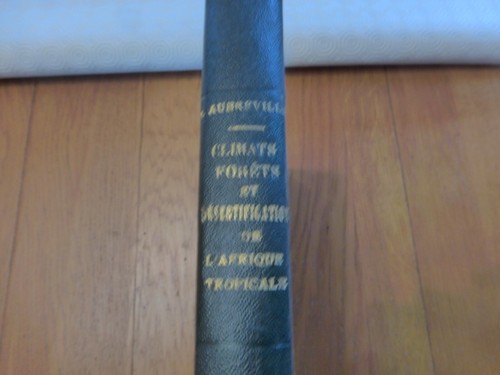 AUBREVILLE
CLIMATS
FORÊTS
ET
DÉSERTIFICATION
DE
L'AFRIQUE
TROPICALE